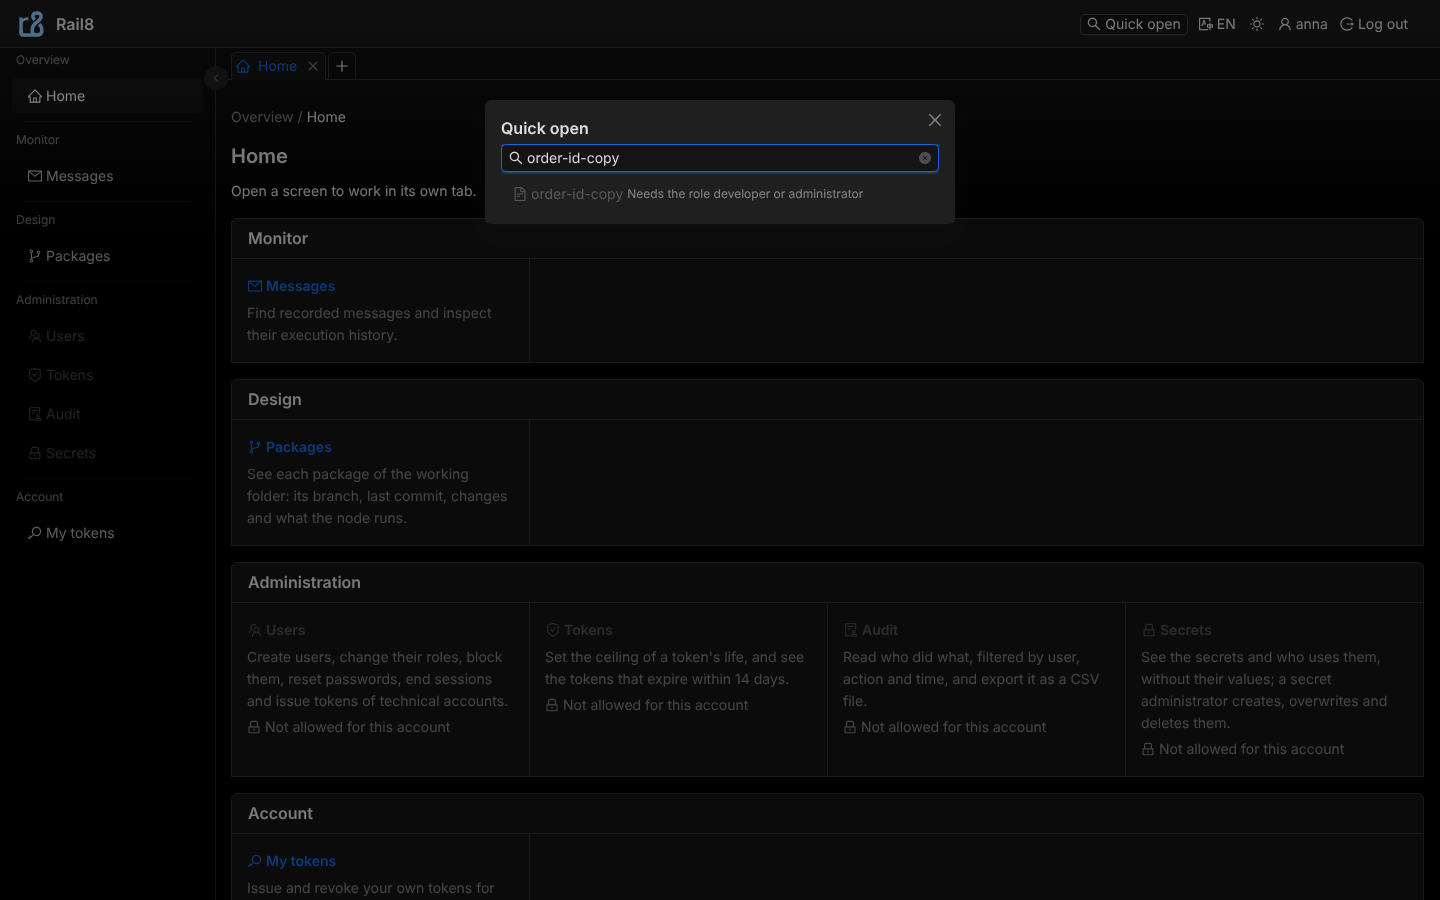 Rail8
Quick open
EN
anna
Log out
Overview
Home
Monitor
Messages
Design
Packages
Administration
Users
Tokens
Audit
Secrets
Account
My tokens
Home
Overview / Home
Home
Open a screen to work in its own tab.
Quick open
order-id-copy
order-id-copy Needs the role developer or administrator
Monitor
Messages
Find recorded messages and inspect
their execution history.
Design
Packages
See each package of the working
folder: its branch, last commit, changes
and what the node runs.
Administration
Users
Create users, change their roles, block
them, reset passwords, end sessions
and issue tokens of technical accounts.
Not allowed for this account
Tokens
Set the ceiling of a token's life, and see
the tokens that expire within 14 days.
Not allowed for this account
Audit
Read who did what, filtered by user,
action and time, and export it as a CSV
file.
Not allowed for this account
Secrets
See the secrets and who uses them,
without their values; a secret
administrator creates, overwrites and
deletes them.
Not allowed for this account
Account
My tokens
Issue and revoke your own tokens for